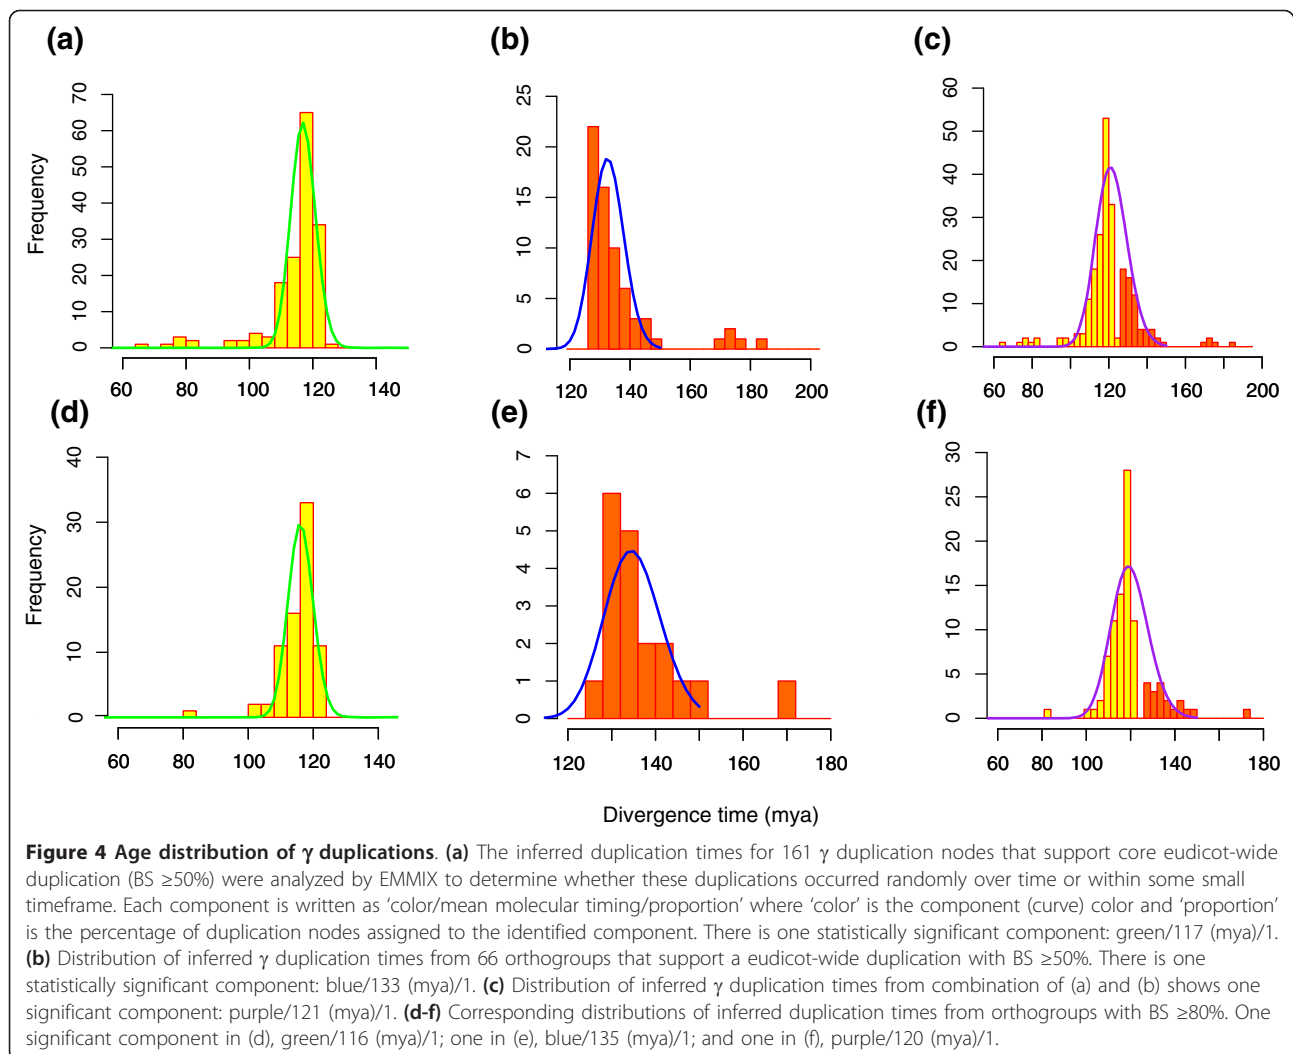 (a)
(b)
(c)
Frequency
0 10 20 30 40 50 60 70
60 80 100 120 140
0 5 10 15 20 25
120 140 160 180 200
0 10 20 30 40 50 60
60 80 120 160 200
(d)
(e)
(f)
Frequency
0 10 20 30 40
60 80 100 120 140
0 1 2 3 4 5 6 7
120 140 160 180
0 5 10 15 20 25 30
60 80 100 120 180
Divergence time (mya)
Figure 4 Age distribution of γ duplications. (a) The inferred duplication times for 161 γ duplication nodes that support core eudicot-wide
duplication (BS ≥50%) were analyzed by EMMIX to determine whether these duplications occurred randomly over time or within some small
timeframe. Each component is written as ‘color/mean molecular timing/proportion’ where ‘color’ is the component (curve) color and ‘proportion’
is the percentage of duplication nodes assigned to the identified component. There is one statistically significant component: green/117 (mya)/1.
(b) Distribution of inferred γ duplication times from 66 orthogroups that support a eudicot-wide duplication with BS ≥50%. There is one
statistically significant component: blue/133 (mya)/1. (c) Distribution of inferred γ duplication times from combination of (a) and (b) shows one
significant component: purple/121 (mya)/1. (d-f) Corresponding distributions of inferred duplication times from orthogroups with BS ≥80%. One
significant component in (d), green/116 (mya)/1; one in (e), blue/135 (mya)/1; and one in (f), purple/120 (mya)/1.